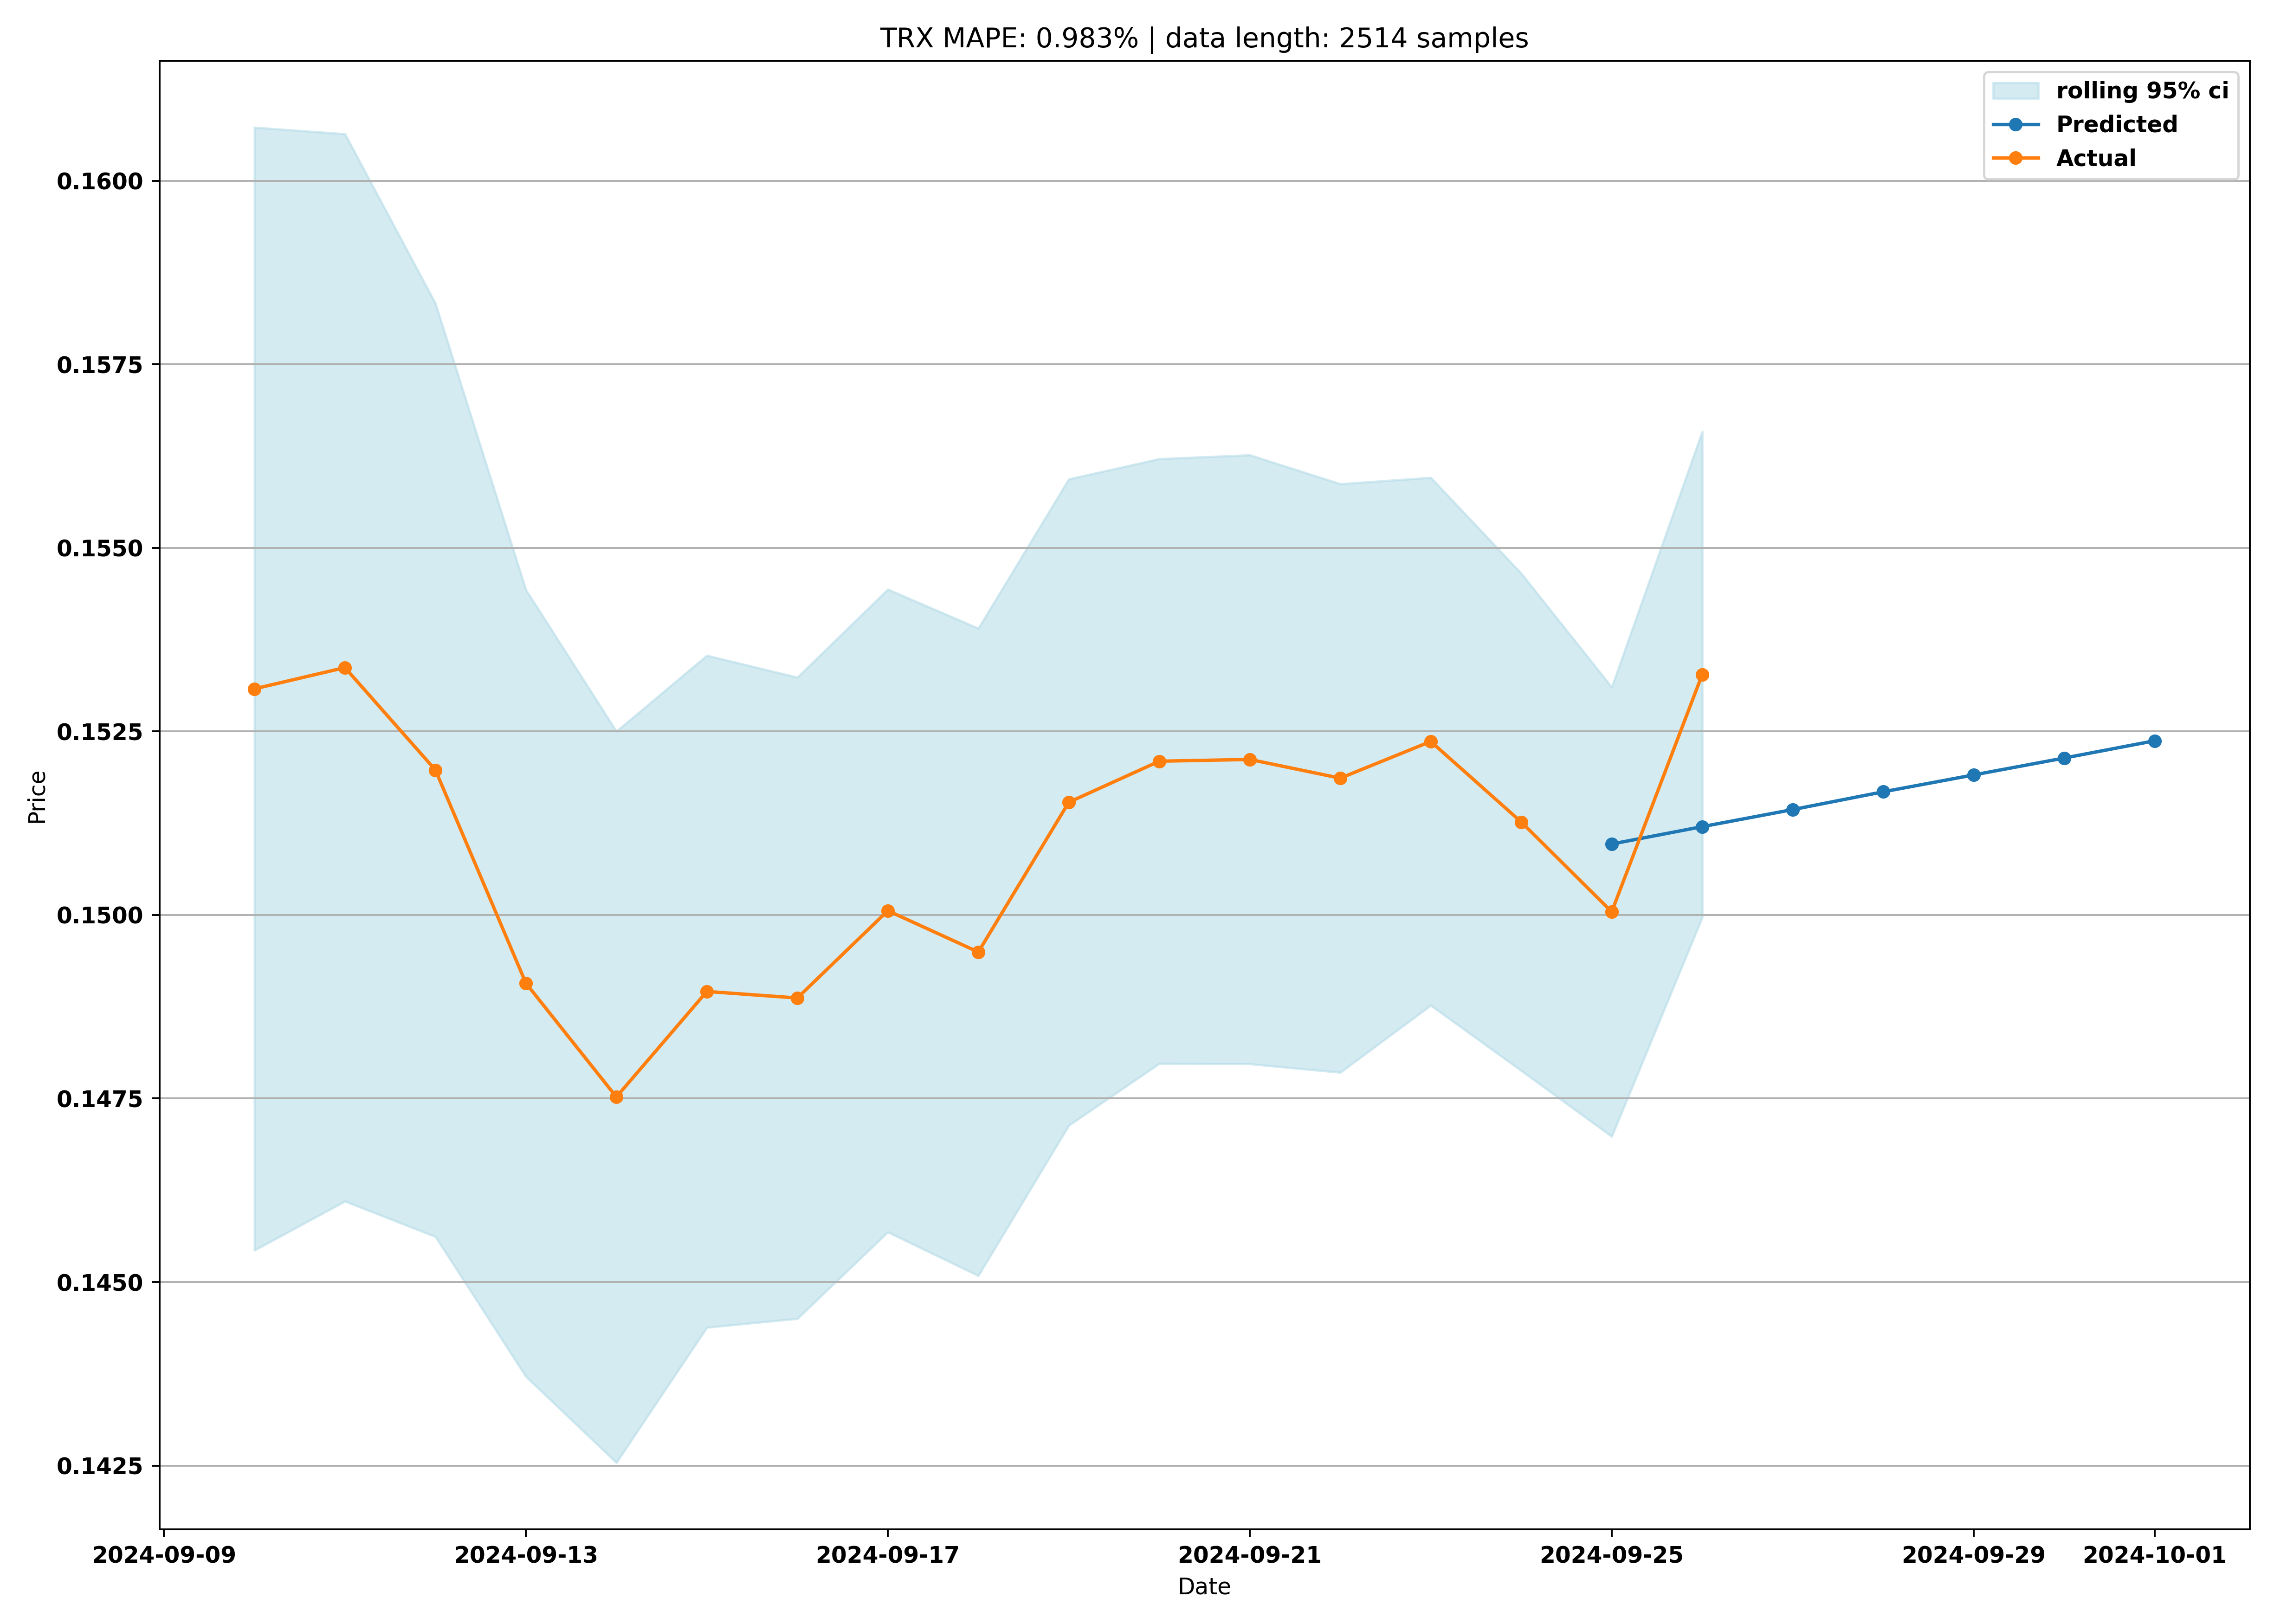 TRX MAPE: 0.983% | data length: 2514 samples
rolling 95% ci
Predicted
Actual
0.1600
0.1575
0.1550
0.1525
0.1500
0.1475
0.1450
0.1425
Price
2024-09-09 2024-09-13 2024-09-17 2024-09-21 2024-09-25 2024-09-29 2024-10-01
Date